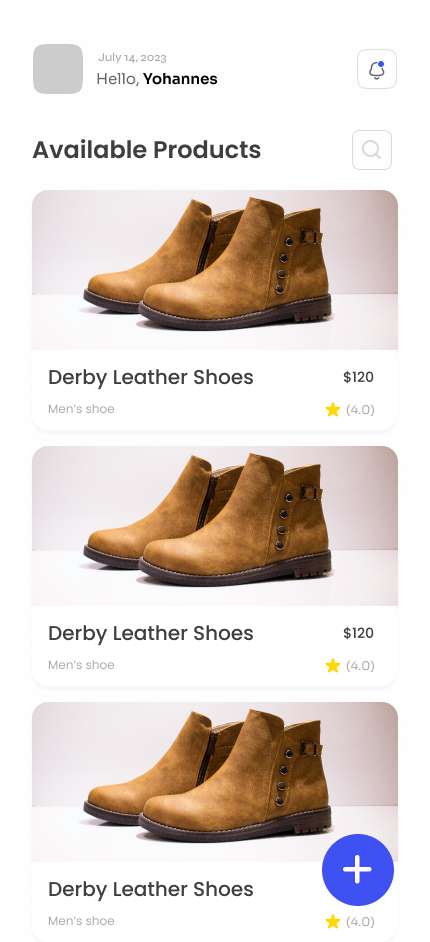 July 14, 2023
Hello, Yohannes
Available Products
Derby Leather Shoes $120
Men's shoe (4.0)
Derby Leather Shoes $120
Men's shoe (4.0)
Derby Leather Shoes
Men's shoe (4.0)